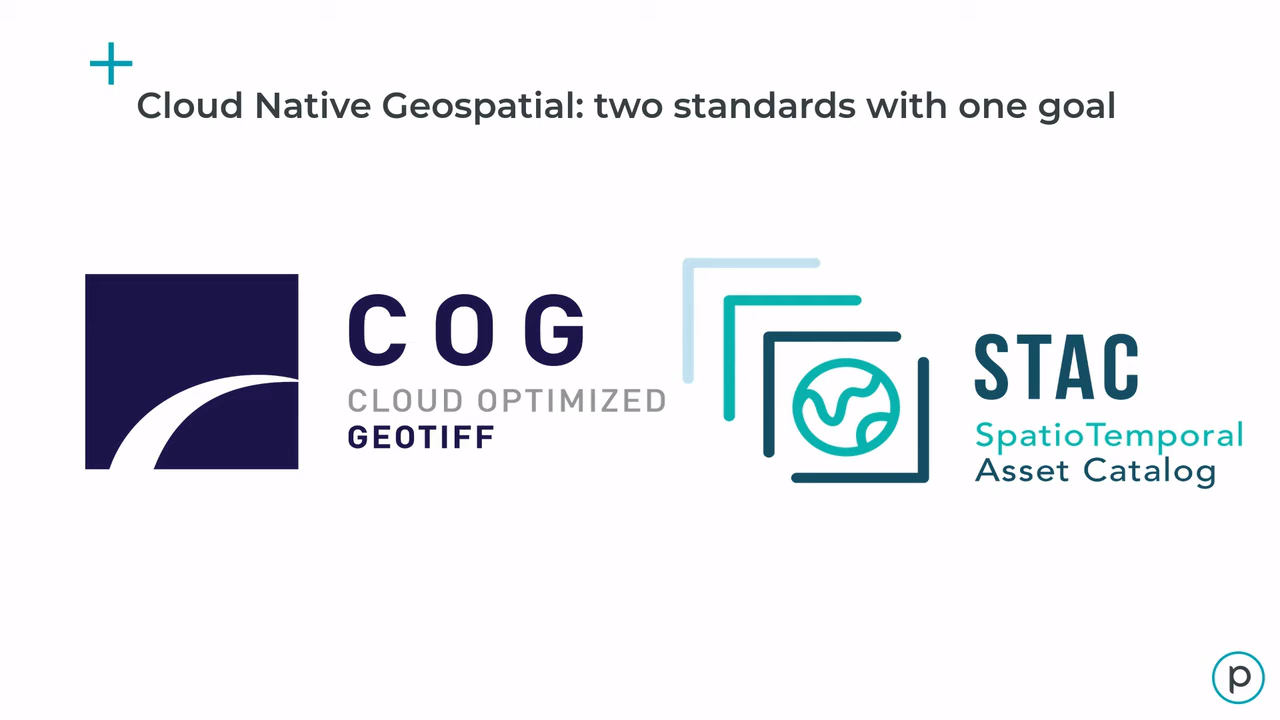 Cloud Native Geospatial: two standards with one goal
COG
CLOUD OPTIMIZED
GEOTIFF
STAC
SpatioTemporal
Asset Catalog
p